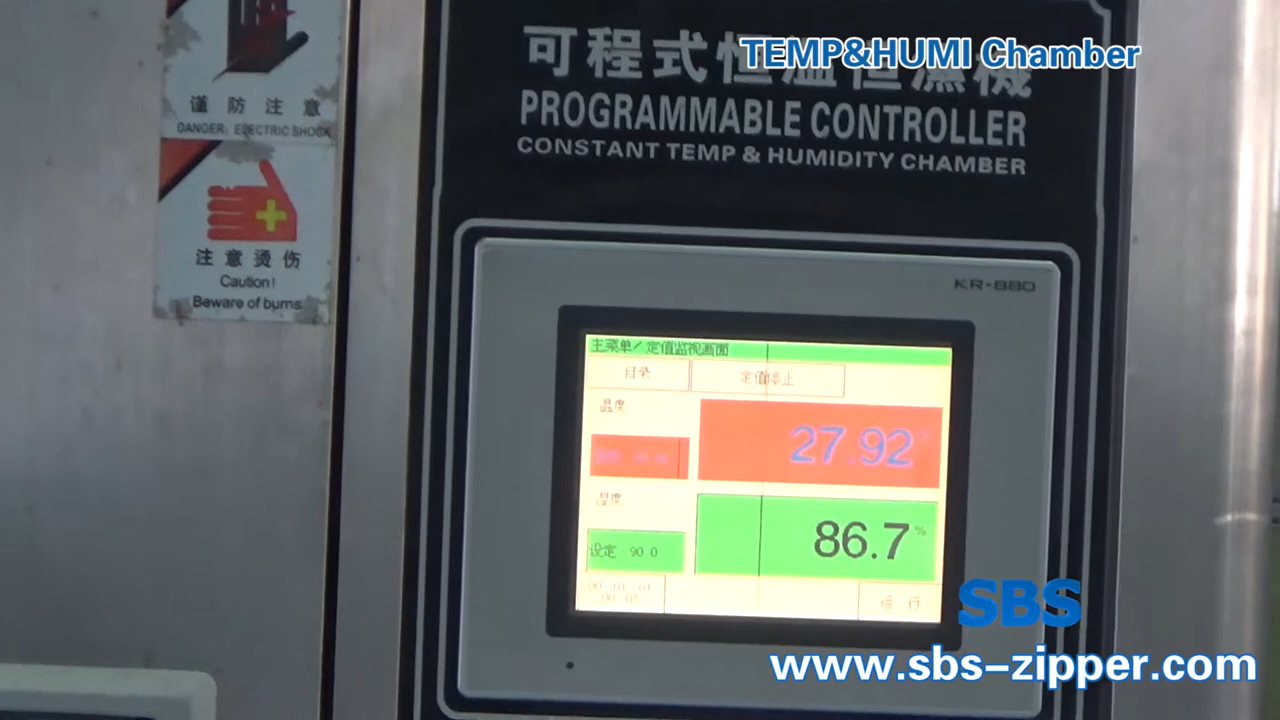 TEMP&HUMI Chamber
可程式恒温恒濕機
PROGRAMMABLE CONTROLLER
CONSTANT TEMP & HUMIDITY CHAMBER
谨防注意
DANGER! ELECTRIC SHOCK
注意烫伤
Caution!
Beware of burns
KR-880
主菜单/定值监视画面
目录
定值停止
温度
27.92
湿度
86.7 %
设定 90.0
运行
SBS
www.sbs-zipper.com